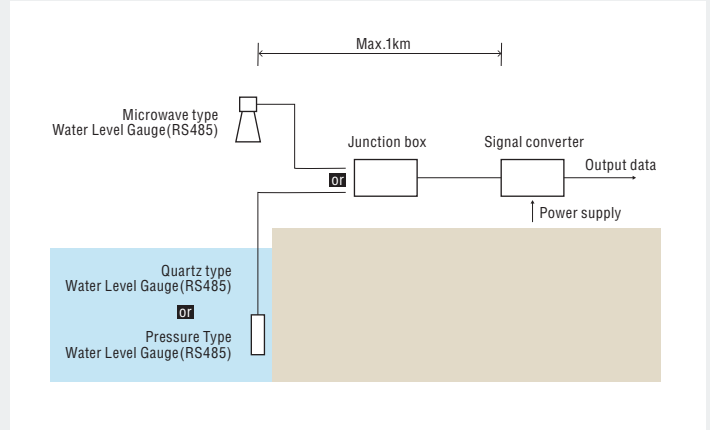 Max.1km
Microwave type
Water Level Gauge(RS485)
Junction box
Signal converter
Output data
or
Power supply
Quartz type
Water Level Gauge(RS485)
or
Pressure Type
Water Level Gauge(RS485)